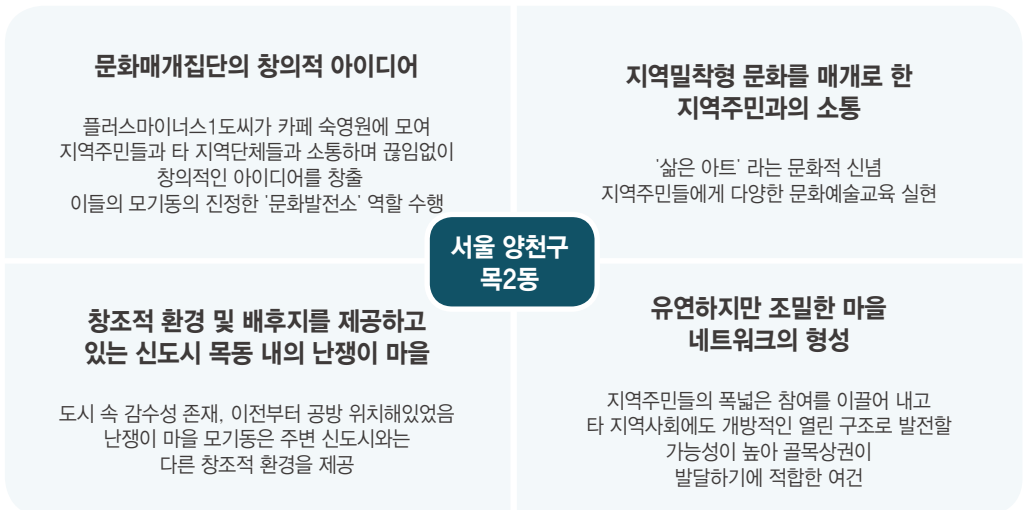 문화매개집단의 창의적 아이디어
플러스마이너스1도씨가 카페 숙영원에 모여
지역주민들과 타 지역단체들과 소통하며 끊임없이
창의적인 아이디어를 창출
이들의 모기동의 진정한 '문화발전소' 역할 수행
지역밀착형 문화를 매개로 한
지역주민과의 소통
'삶은 아트' 라는 문화적 신념
지역주민들에게 다양한 문화예술교육 실현
서울 양천구
목2동
창조적 환경 및 배후지를 제공하고
있는 신도시 목동 내의 난쟁이 마을
도시 속 감수성 존재, 이전부터 공방 위치해있었음
난쟁이 마을 모기동은 주변 신도시와는
다른 창조적 환경을 제공
유연하지만 조밀한 마을
네트워크의 형성
지역주민들의 폭넓은 참여를 이끌어 내고
타 지역사회에도 개방적인 열린 구조로 발전할
가능성이 높아 골목상권이
발달하기에 적합한 여건